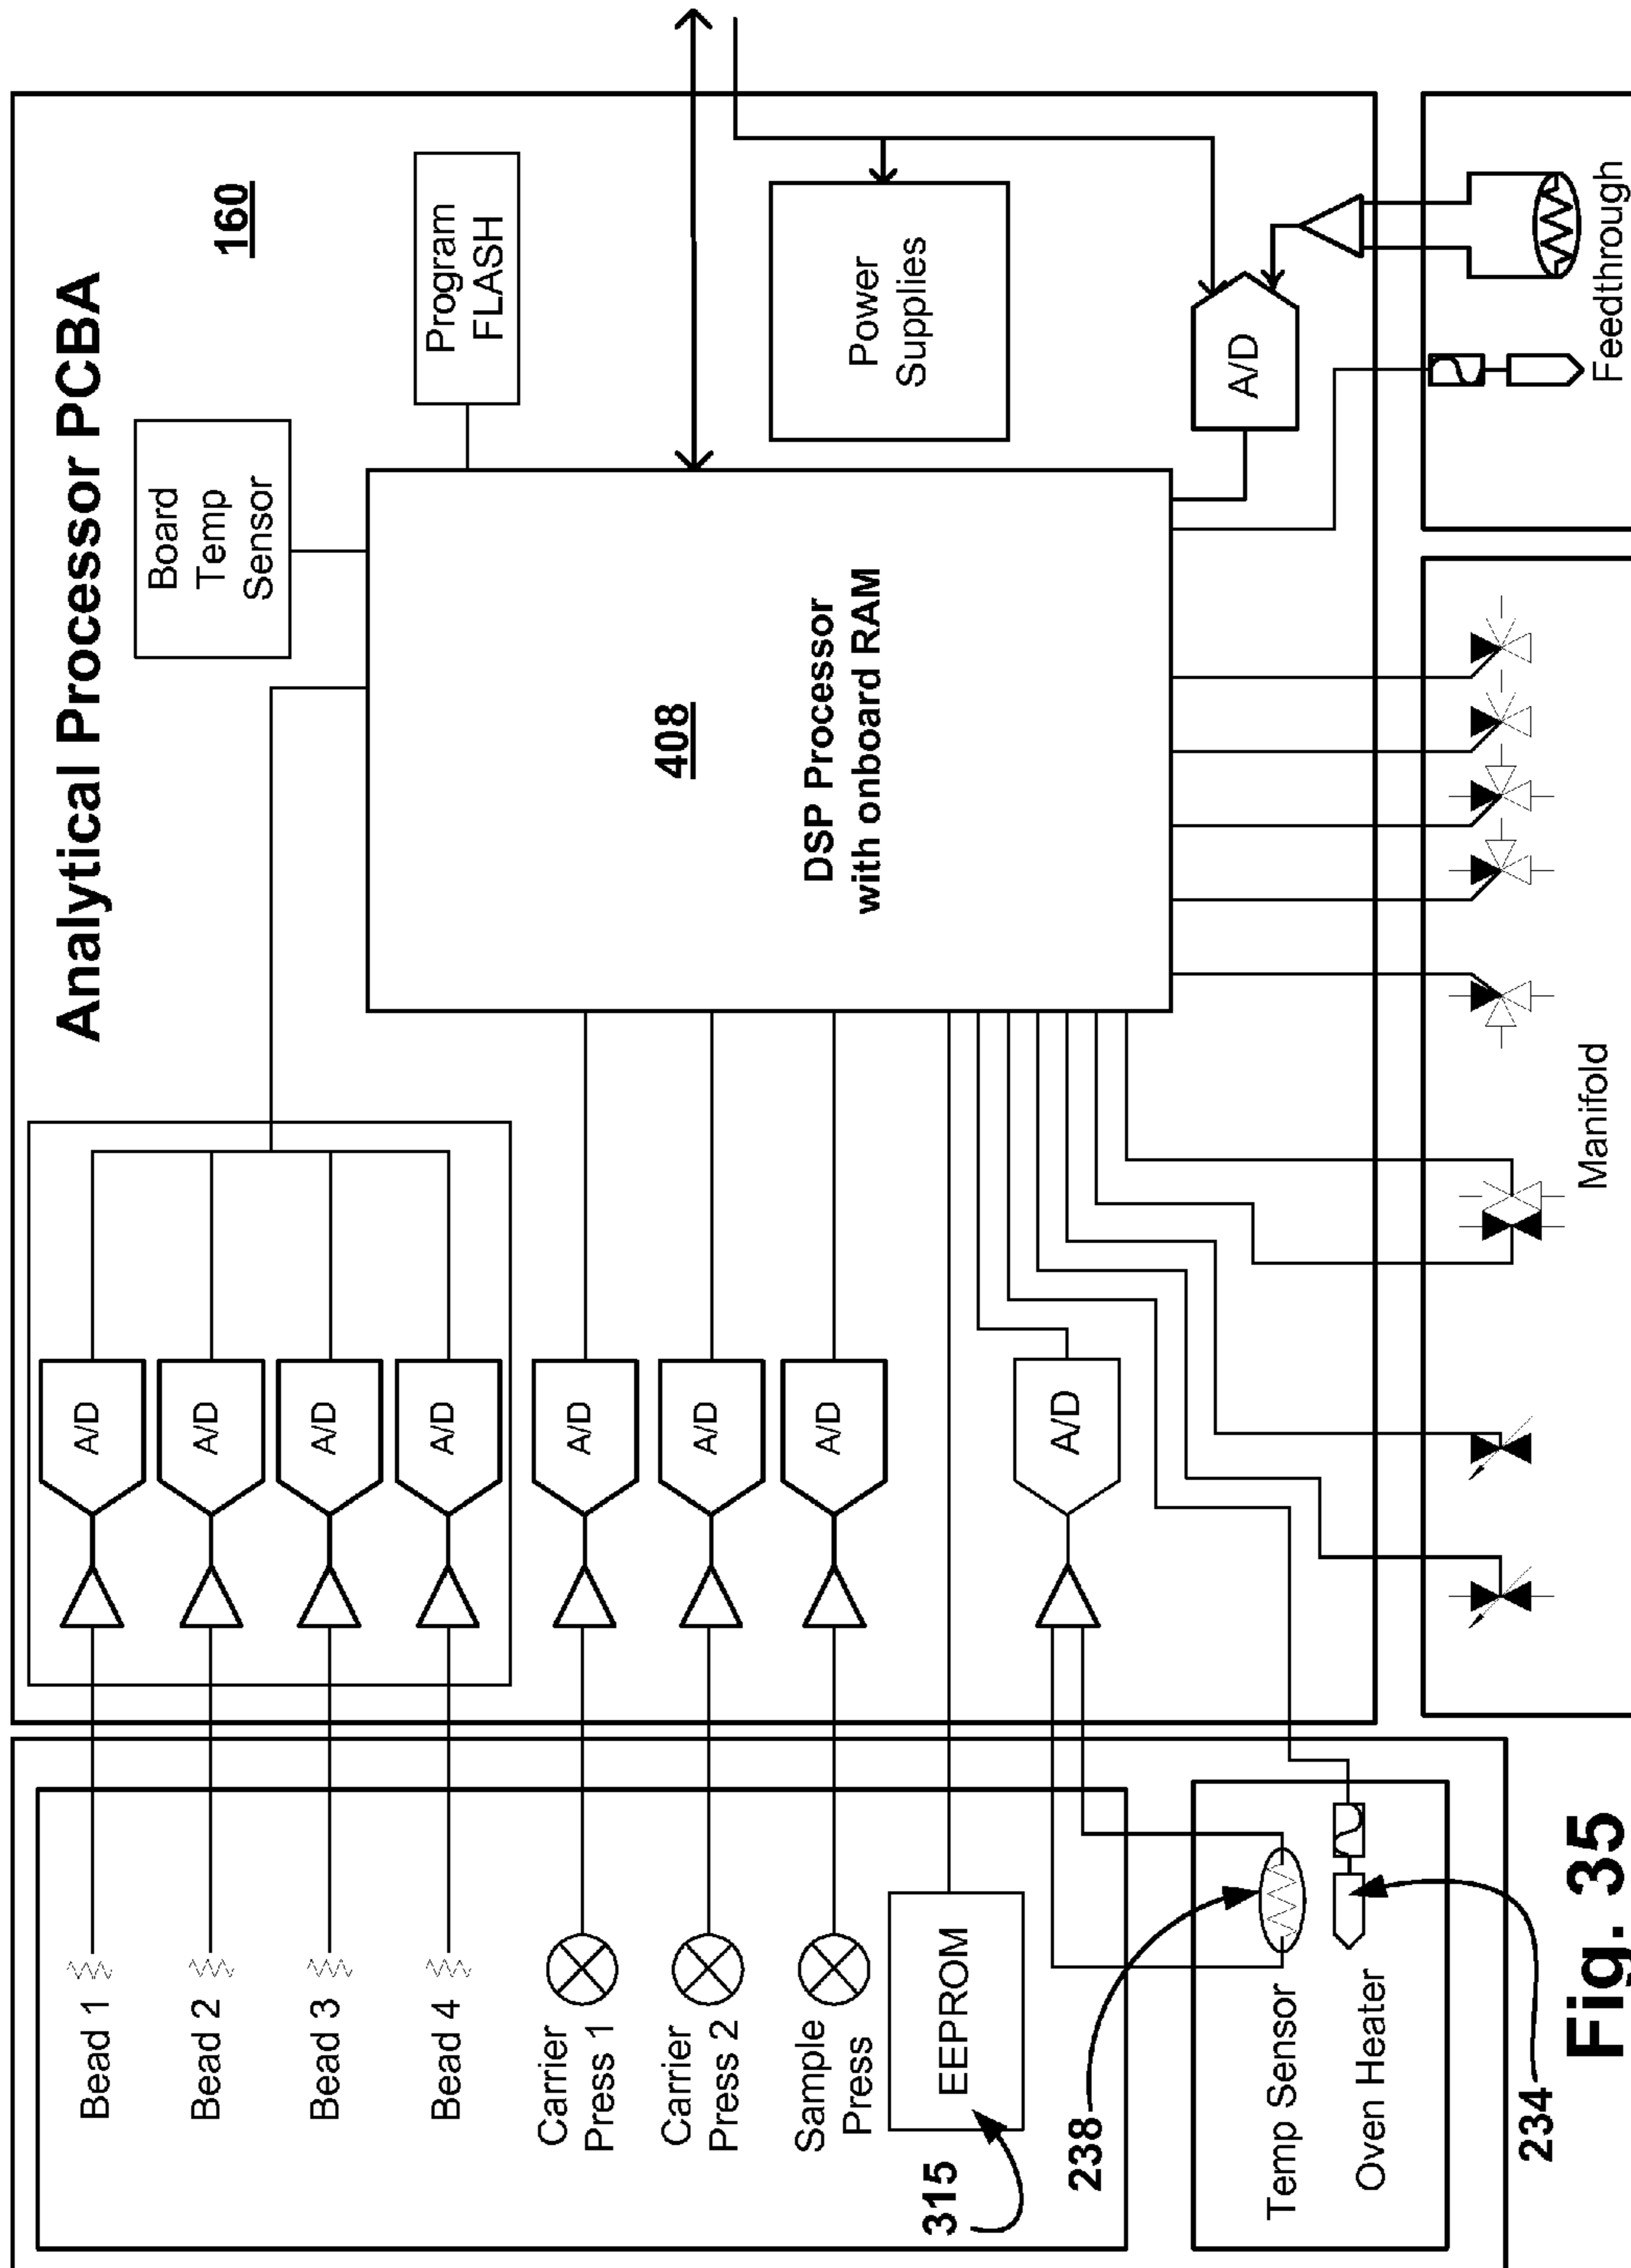 Analytical Processor PCBA
160
Board
Temp
Sensor
Program
FLASH
Bead 1
Bead 2
Bead 3
Bead 4
A/D
A/D
A/D
A/D
Carrier
Press 1
A/D
Carrier
Press 2
A/D
Sample
Press
A/D
408
DSP Processor
with onboard RAM
Power
Supplies
EEPROM
315
A/D
A/D
238
Temp Sensor
Oven Heater
234
Manifold
Feedthrough
Fig. 35